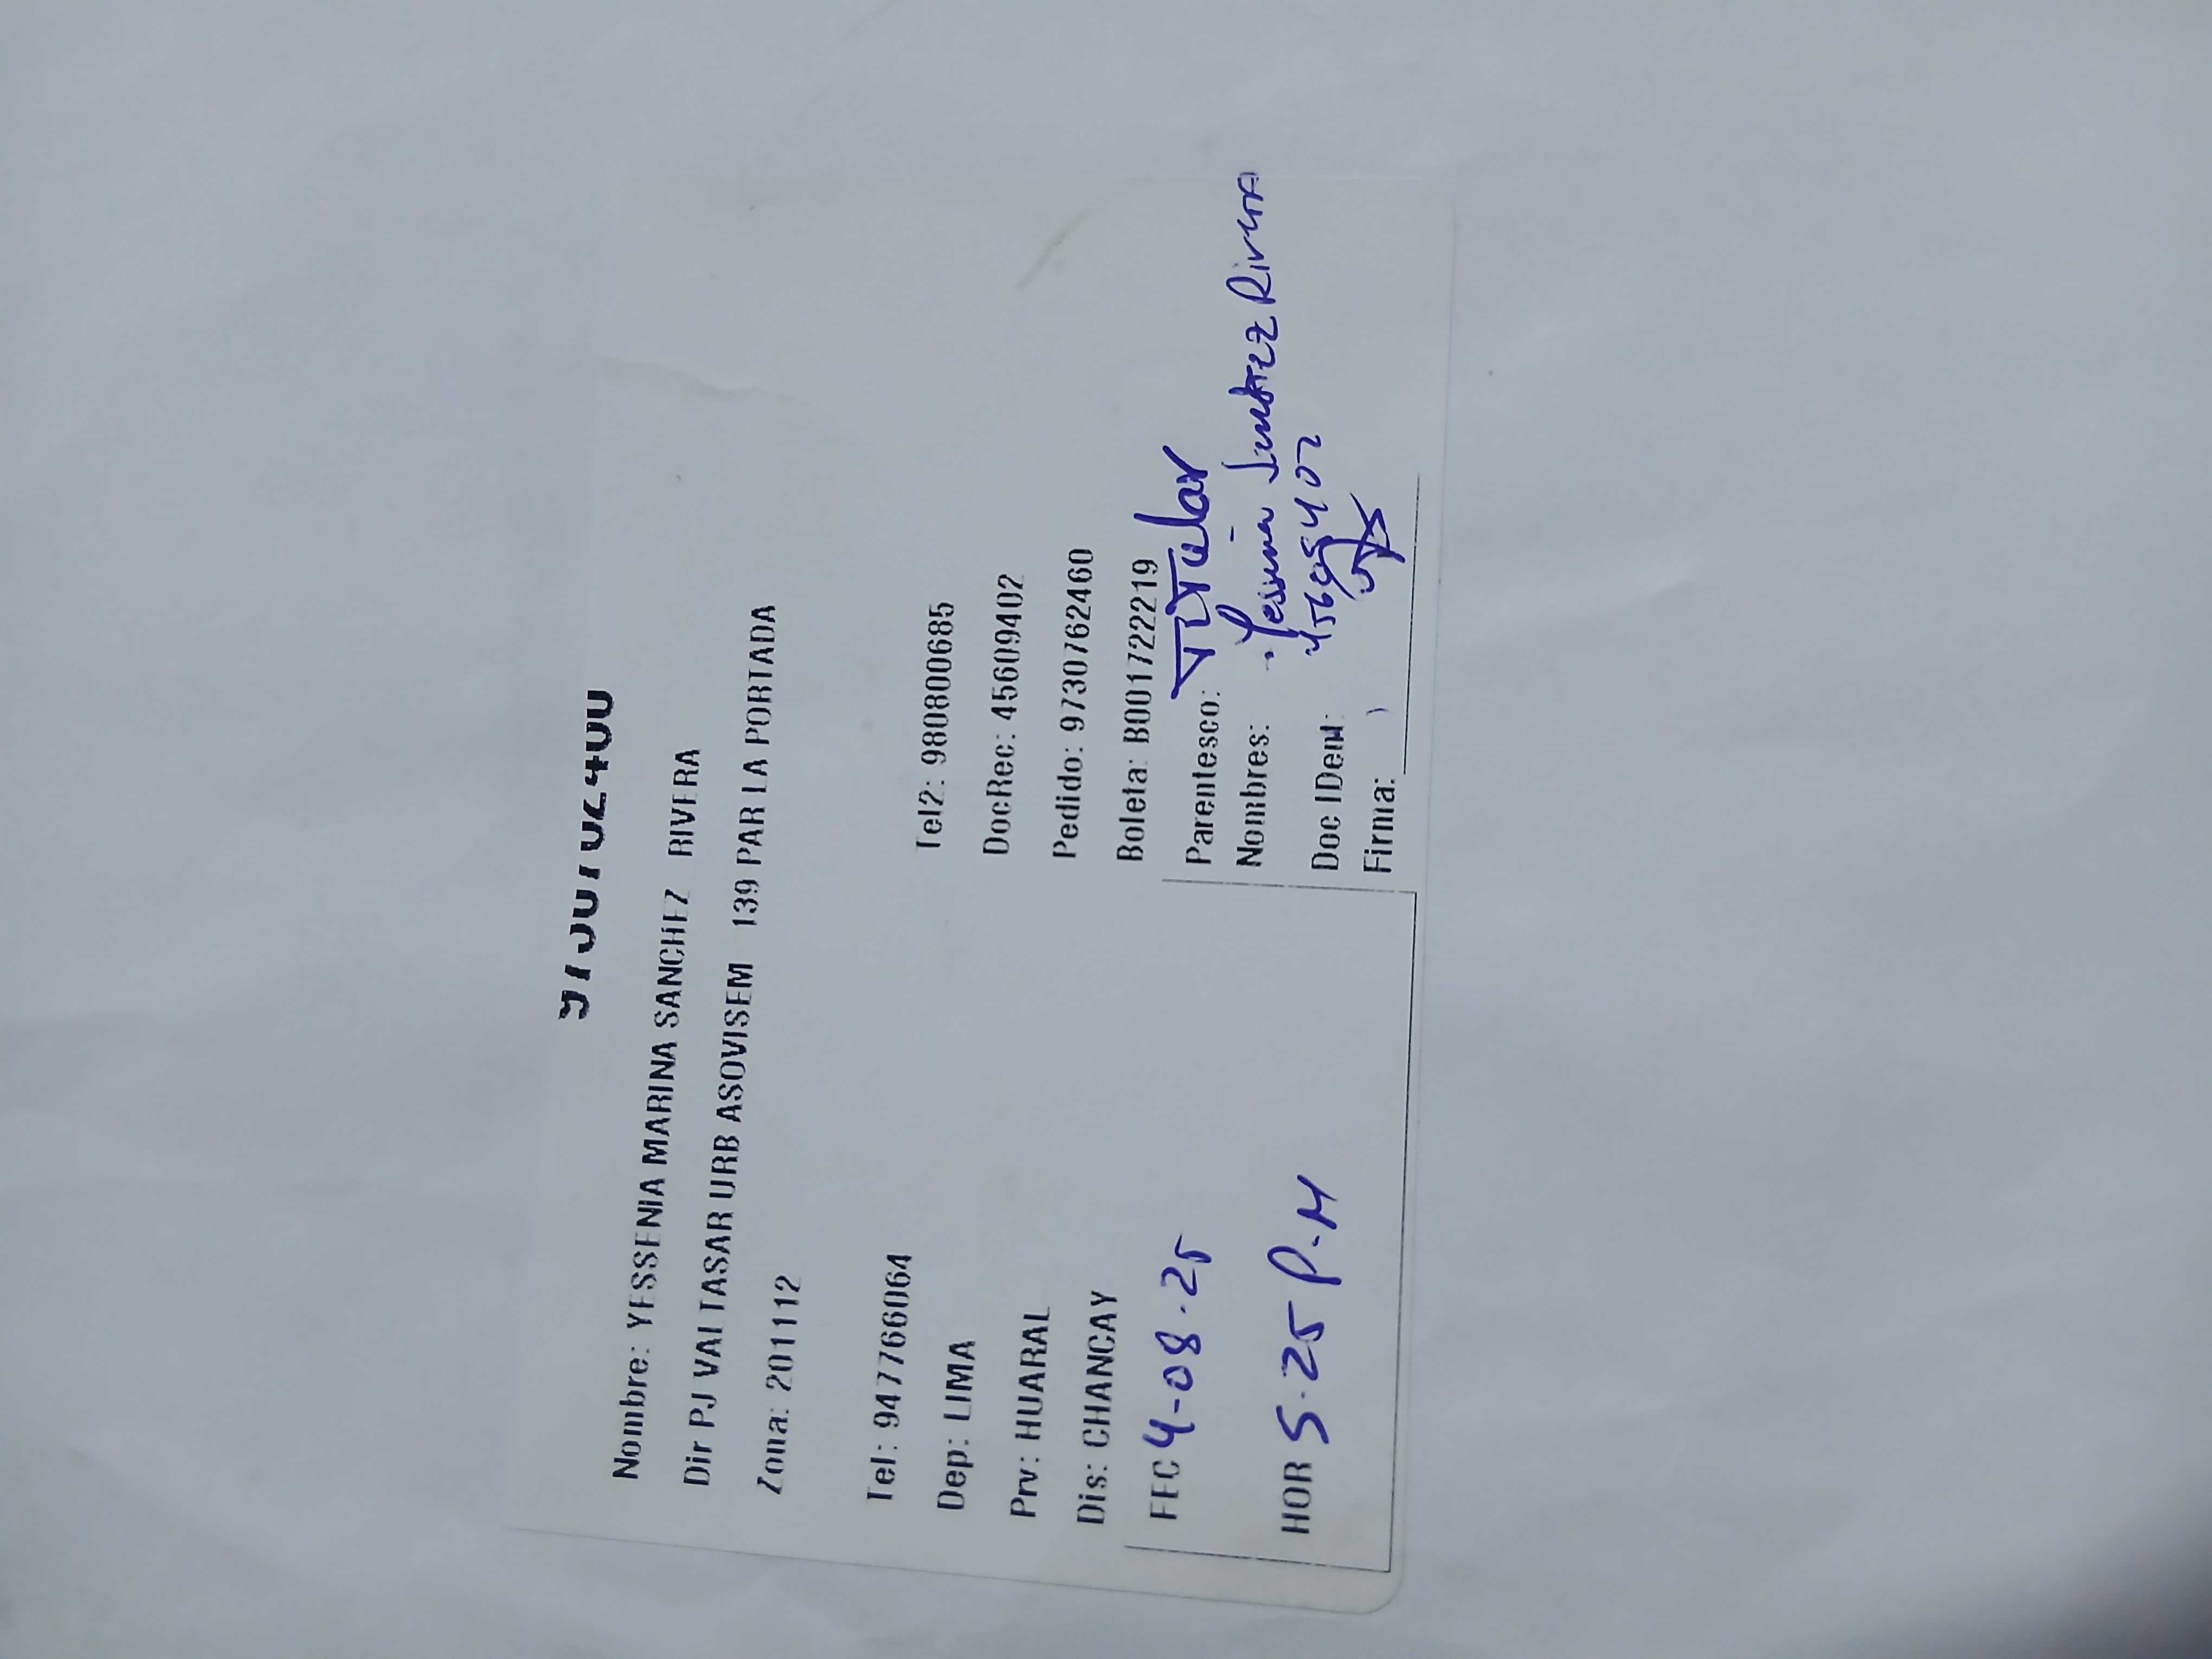 Nombre: YESSENIA MARINA SANCHEZ RIVERA
Dir PJ VALTASAR URB ASOVISEM 139 PAR LA PORTADA
Zona: 201112
Tel: 947766064 Tel2: 980800685
Dep: LIMA DocRec: 45609402
Prv: HUARAL Pedido: 9730762460
Dis: CHANCAY Boleta: B001722219
FEC 4-08-25 Parentesco: TiTular
Nombres: Yessenia Sanchez Rivera
HOR 5.25 P.M Doc IDent: 45609402
Firma: